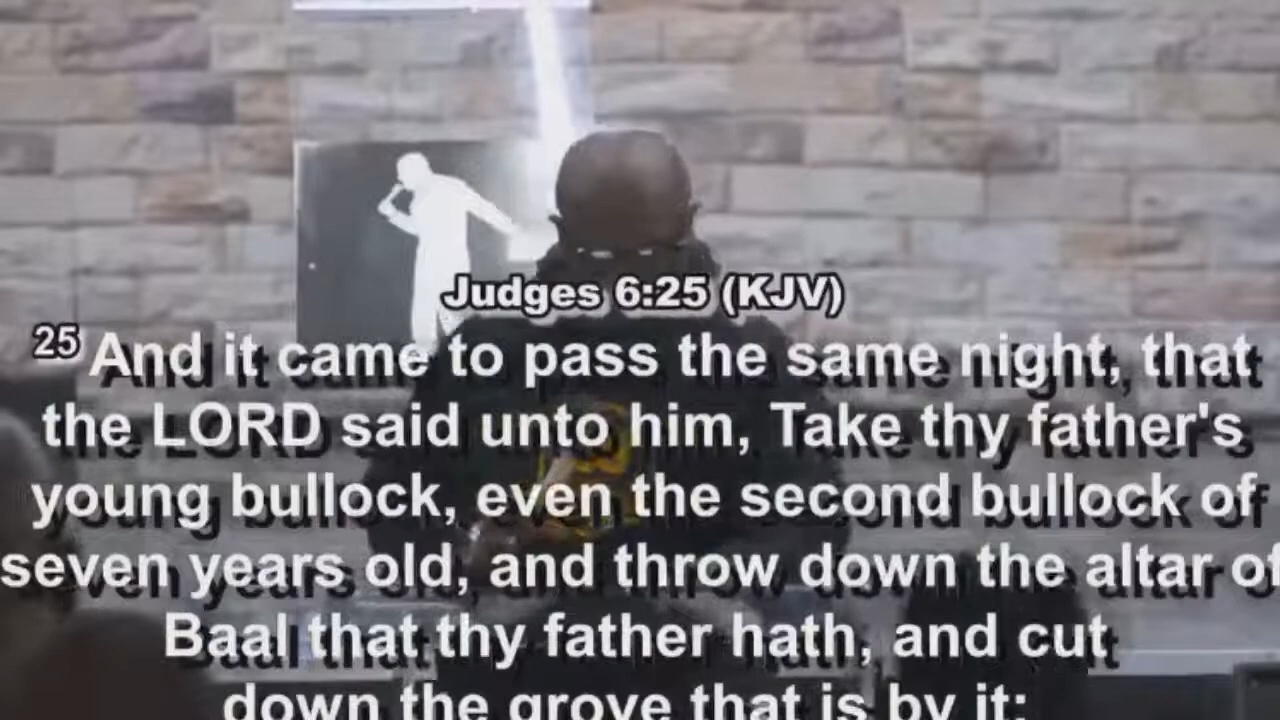 Judges 6:25 (KJV)
25 And it came to pass the same night, that
the LORD said unto him, Take thy father's
young bullock, even the second bullock of
seven years old, and throw down the altar of
Baal that thy father hath, and cut
down the grove that is by it: